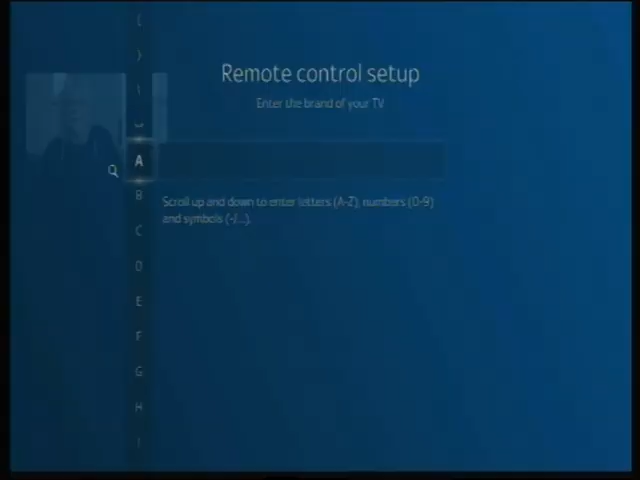 Remote control setup
Enter the brand of your TV
A
Scroll up and down to enter letters (A-Z), numbers (0-9)
and symbols (-/...).
B
C
D
E
F
G
H
I